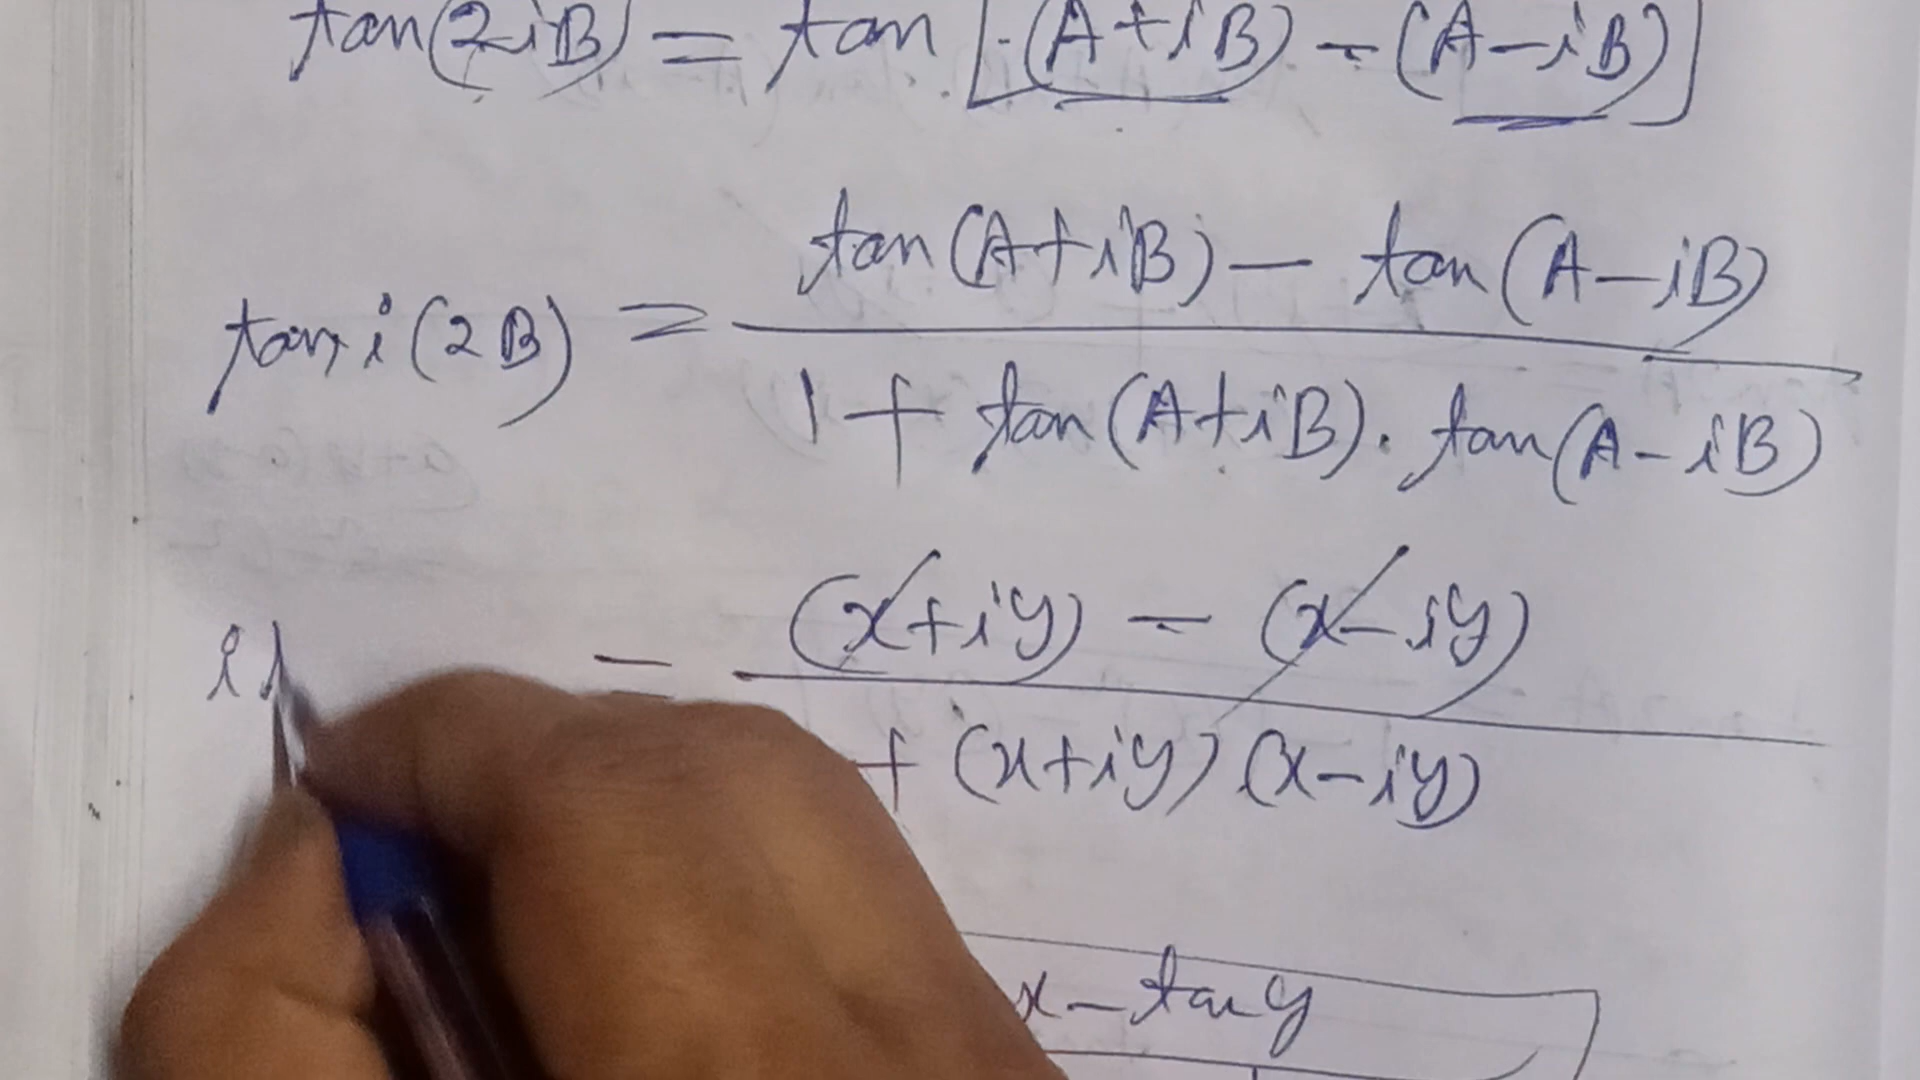 tan(2iB) = tan [(A+iB) - (A-iB)]
tan(A+iB) - tan(A-iB)
tan i(2B) =
1 + tan(A+iB). tan(A-iB)
(x+iy) - (x-iy)
i =
+ (x+iy) (x-iy)
x - tan y